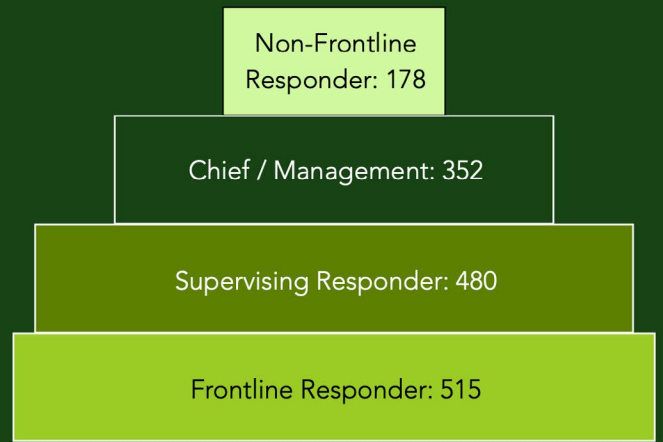 Non-Frontline
Responder: 178
Chief / Management: 352
Supervising Responder: 480
Frontline Responder: 515